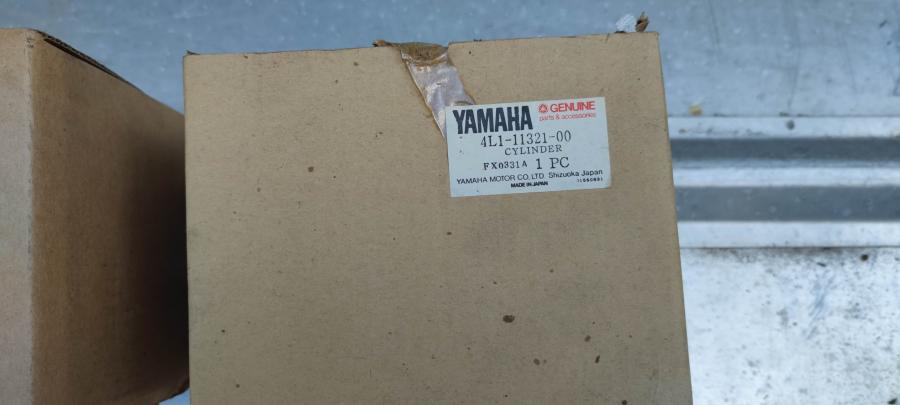 YAMAHA GENUINE
parts & accessories
4L1-11321-00
CYLINDER
FX0331A 1 PC
YAMAHA MOTOR CO., LTD. Shizuoka Japan
MADE IN JAPAN